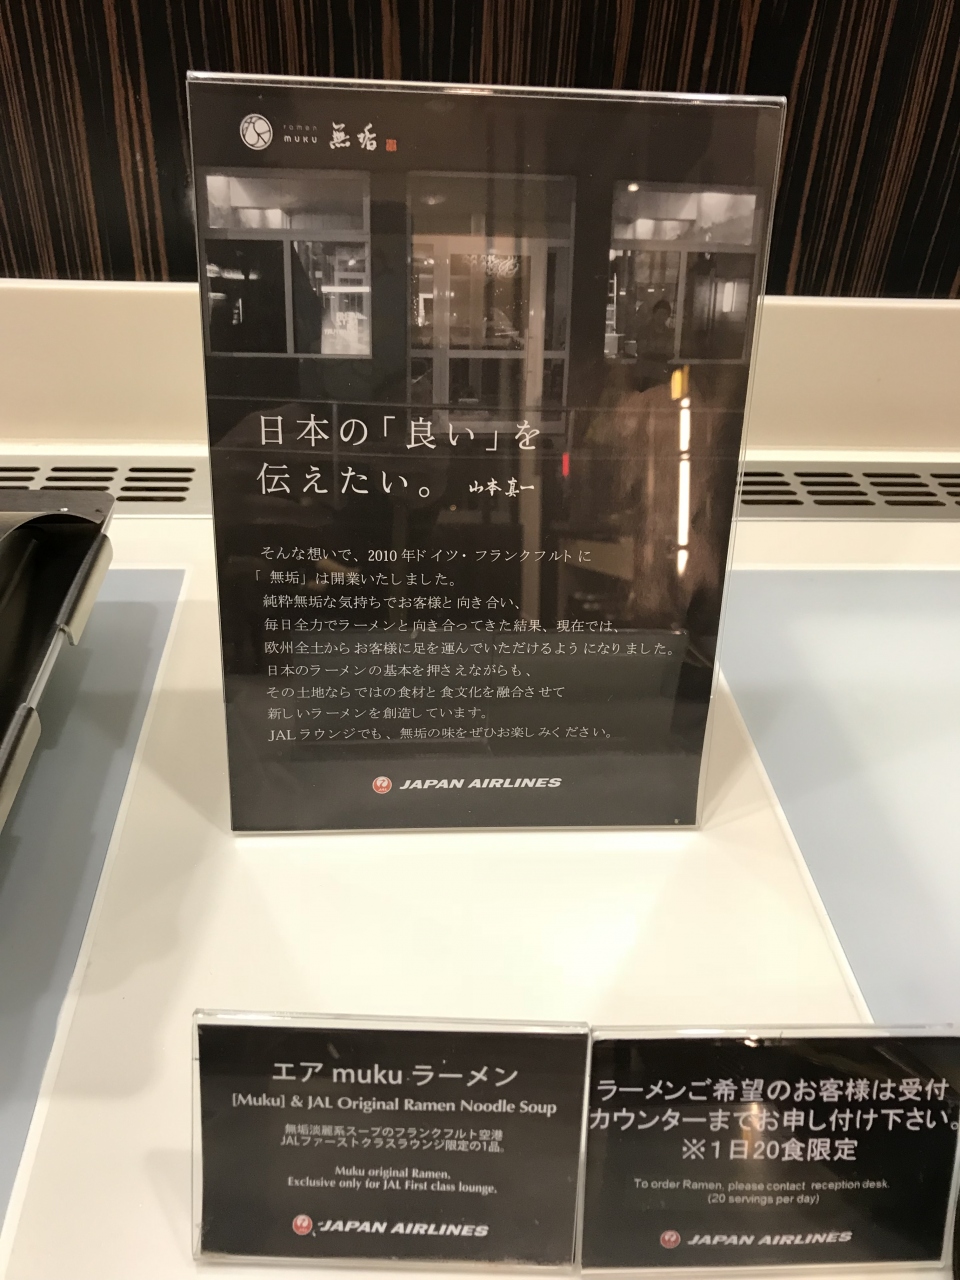 ramen
MUKU 無垢
日本の「良い」を
伝えたい。 山本真一
そんな想いで、2010年ドイツ・フランクフルトに
「無垢」は開業いたしました。
純粋無垢な気持ちでお客様と向き合い、
毎日全力でラーメンと向き合ってきた結果、現在では、
欧州全土からお客様に足を運んでいただけるようになりました。
日本のラーメンの基本を押さえながらも、
その土地ならではの食材と食文化を融合させて
新しいラーメンを創造しています。
JALラウンジでも、無垢の味をぜひお楽しみください。
JAPAN AIRLINES
エア muku ラーメン
[Muku] & JAL Original Ramen Noodle Soup
無垢淡麗系スープのフランクフルト空港
JALファーストクラスラウンジ限定の1品。
Muku original Ramen.
Exclusive only for JAL First class lounge.
JAPAN AIRLINES
ラーメンご希望のお客様は受付
カウンターまでお申し付け下さい。
※1日20食限定
To order Ramen, please contact reception desk.
(20 servings per day)
JAPAN AIRLINES